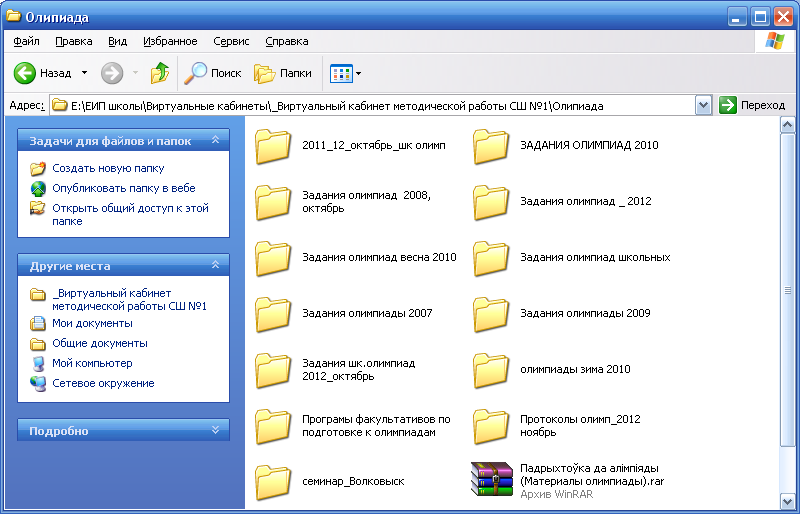 Олипиада
Файл Правка Вид Избранное Сервис Справка
Назад Поиск Папки
Адрес: E:\ЕИП школы\Виртуальные кабинеты\_Виртуальный кабинет методической работы СШ №1\Олипиада Переход
Задачи для файлов и папок
Создать новую папку
Опубликовать папку в вебе
Открыть общий доступ к этой
папке
Другие места
_Виртуальный кабинет
методической работы СШ №1
Мои документы
Общие документы
Мой компьютер
Сетевое окружение
Подробно
2011_12_октябрь_шк олимп
ЗАДАНИЯ ОЛИМПИАД 2010
Задания олимпиад 2008,
октябрь
Задания олимпиад _ 2012
Задания олимпиад весна 2010
Задания олимпиад школьных
Задания олимпиады 2007
Задания олимпиады 2009
Задания шк.олимпиад
2012_октябрь
олимпиады зима 2010
Програмы факультативов по
подготовке к олимпиадам
Протоколы олимп_2012
ноябрь
семинар_Волковыск
Падрыхтоўка да алімпіяды
(Материалы олимпиады).rar
Архив WinRAR